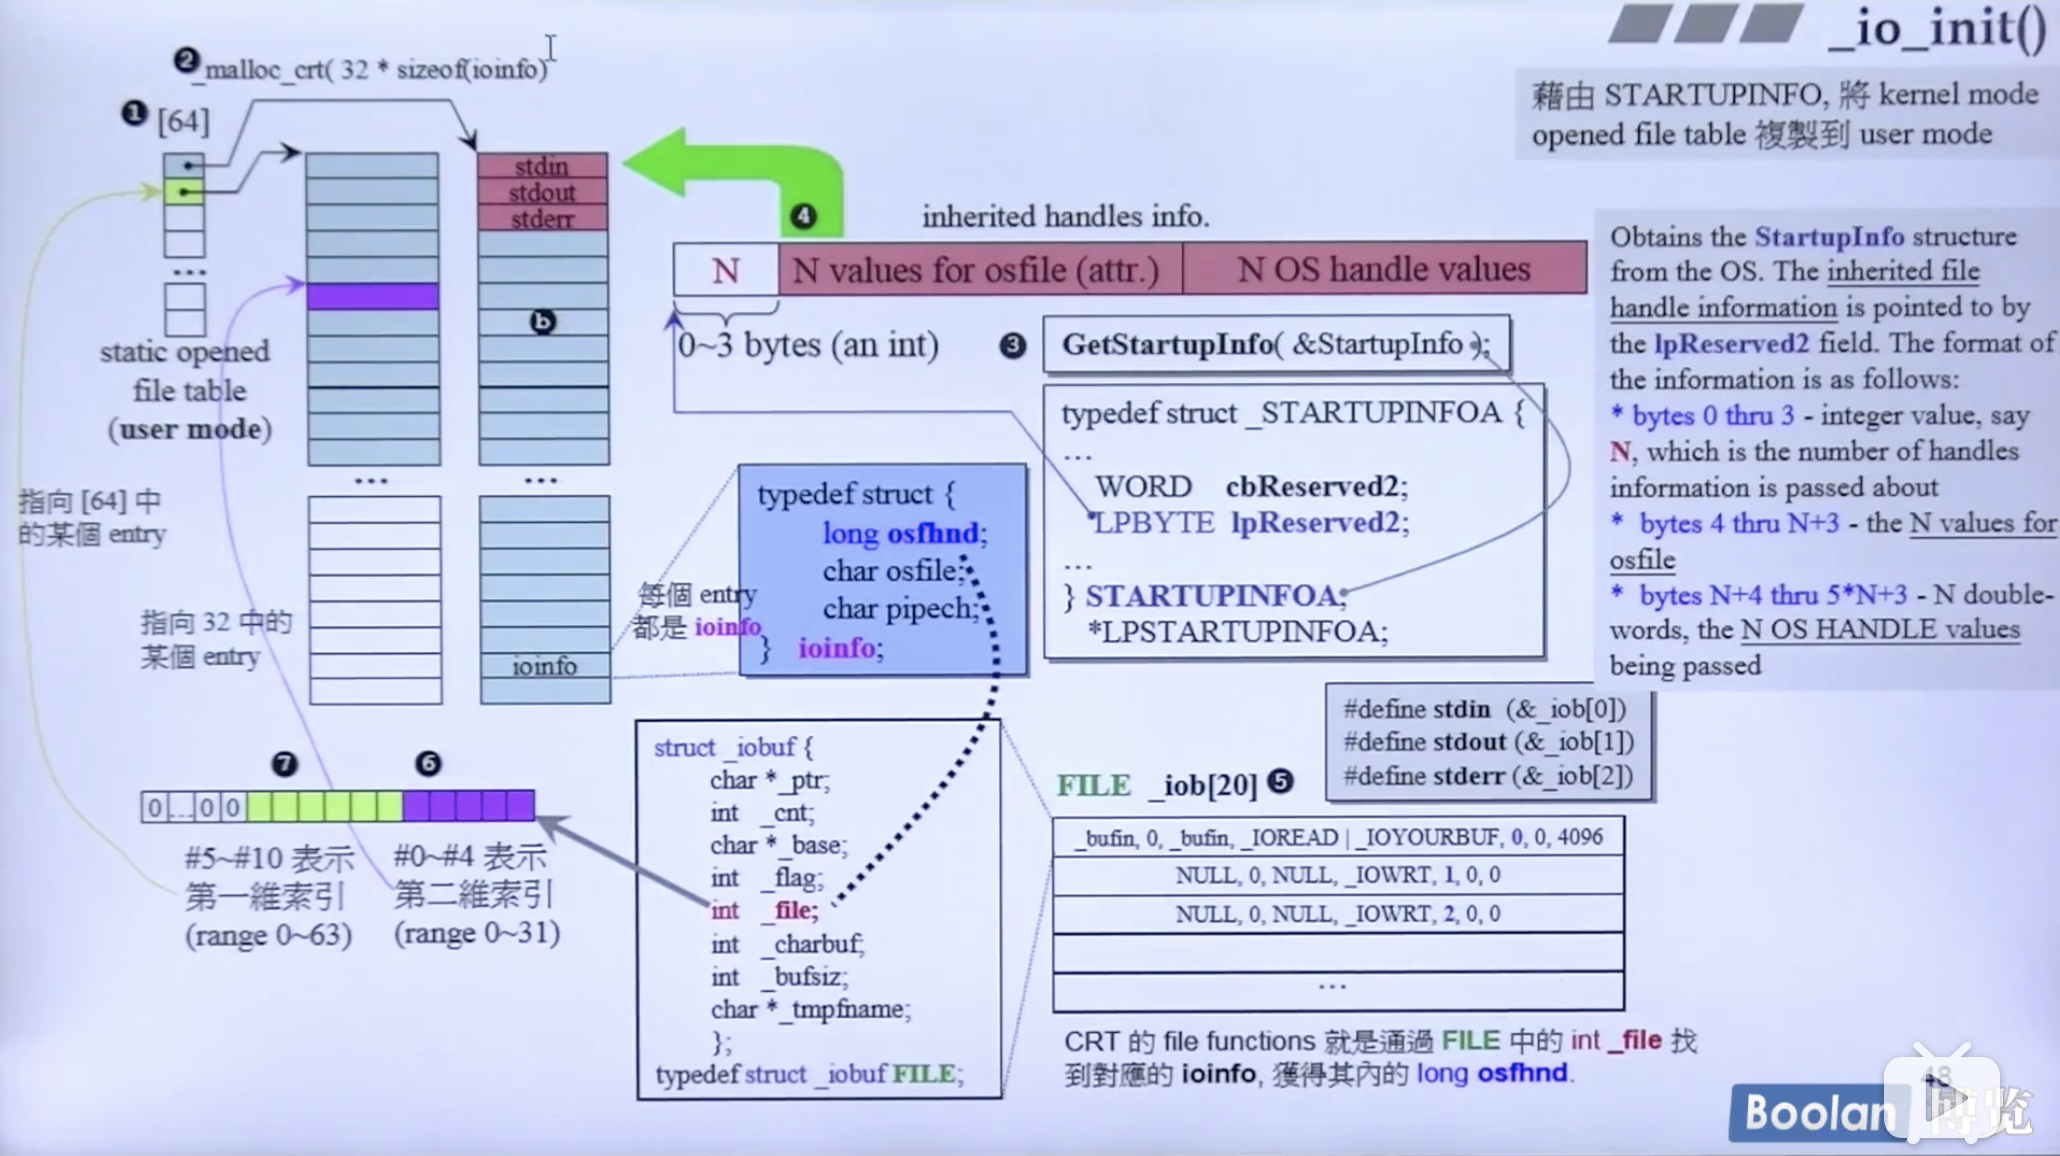 _io_init()
藉由 STARTUPINFO, 將 kernel mode
opened file table 複製到 user mode
❷ _malloc_crt( 32 * sizeof(ioinfo)
❶ [64]
...
static opened
file table
(user mode)
stdin
stdout
stderr
b
...
...
ioinfo
❹
inherited handles info.
N
N values for osfile (attr.)
N OS handle values
0~3 bytes (an int)
❸ GetStartupInfo( &StartupInfo );
typedef struct _STARTUPINFOA {
...
WORD cbReserved2;
LPBYTE lpReserved2;
...
} STARTUPINFOA,
*LPSTARTUPINFOA;
Obtains the StartupInfo structure
from the OS. The inherited file
handle information is pointed to by
the lpReserved2 field. The format of
the information is as follows:
* bytes 0 thru 3 - integer value, say
N, which is the number of handles
information is passed about
* bytes 4 thru N+3 - the N values for
osfile
* bytes N+4 thru 5*N+3 - N double-
words, the N OS HANDLE values
being passed
指向 [64] 中
的某個 entry
指向 32 中的
某個 entry
每個 entry
都是 ioinfo
typedef struct {
long osfhnd;
char osfile;
char pipech;
} ioinfo;
❼
❻
0 ... 0 0
#5~#10 表示
第一維索引
(range 0~63)
#0~#4 表示
第二維索引
(range 0~31)
struct _iobuf {
char *_ptr;
int _cnt;
char *_base;
int _flag;
int _file;
int _charbuf;
int _bufsiz;
char *_tmpfname;
};
typedef struct _iobuf FILE;
#define stdin (&_iob[0])
#define stdout (&_iob[1])
#define stderr (&_iob[2])
FILE _iob[20] ❺
_bufin, 0, _bufin, _IOREAD | _IOYOURBUF, 0, 0, 4096
NULL, 0, NULL, _IOWRT, 1, 0, 0
NULL, 0, NULL, _IOWRT, 2, 0, 0
...
CRT 的 file functions 就是通過 FILE 中的 int _file 找
到對應的 ioinfo, 獲得其內的 long osfhnd.
48
Boolan 博览